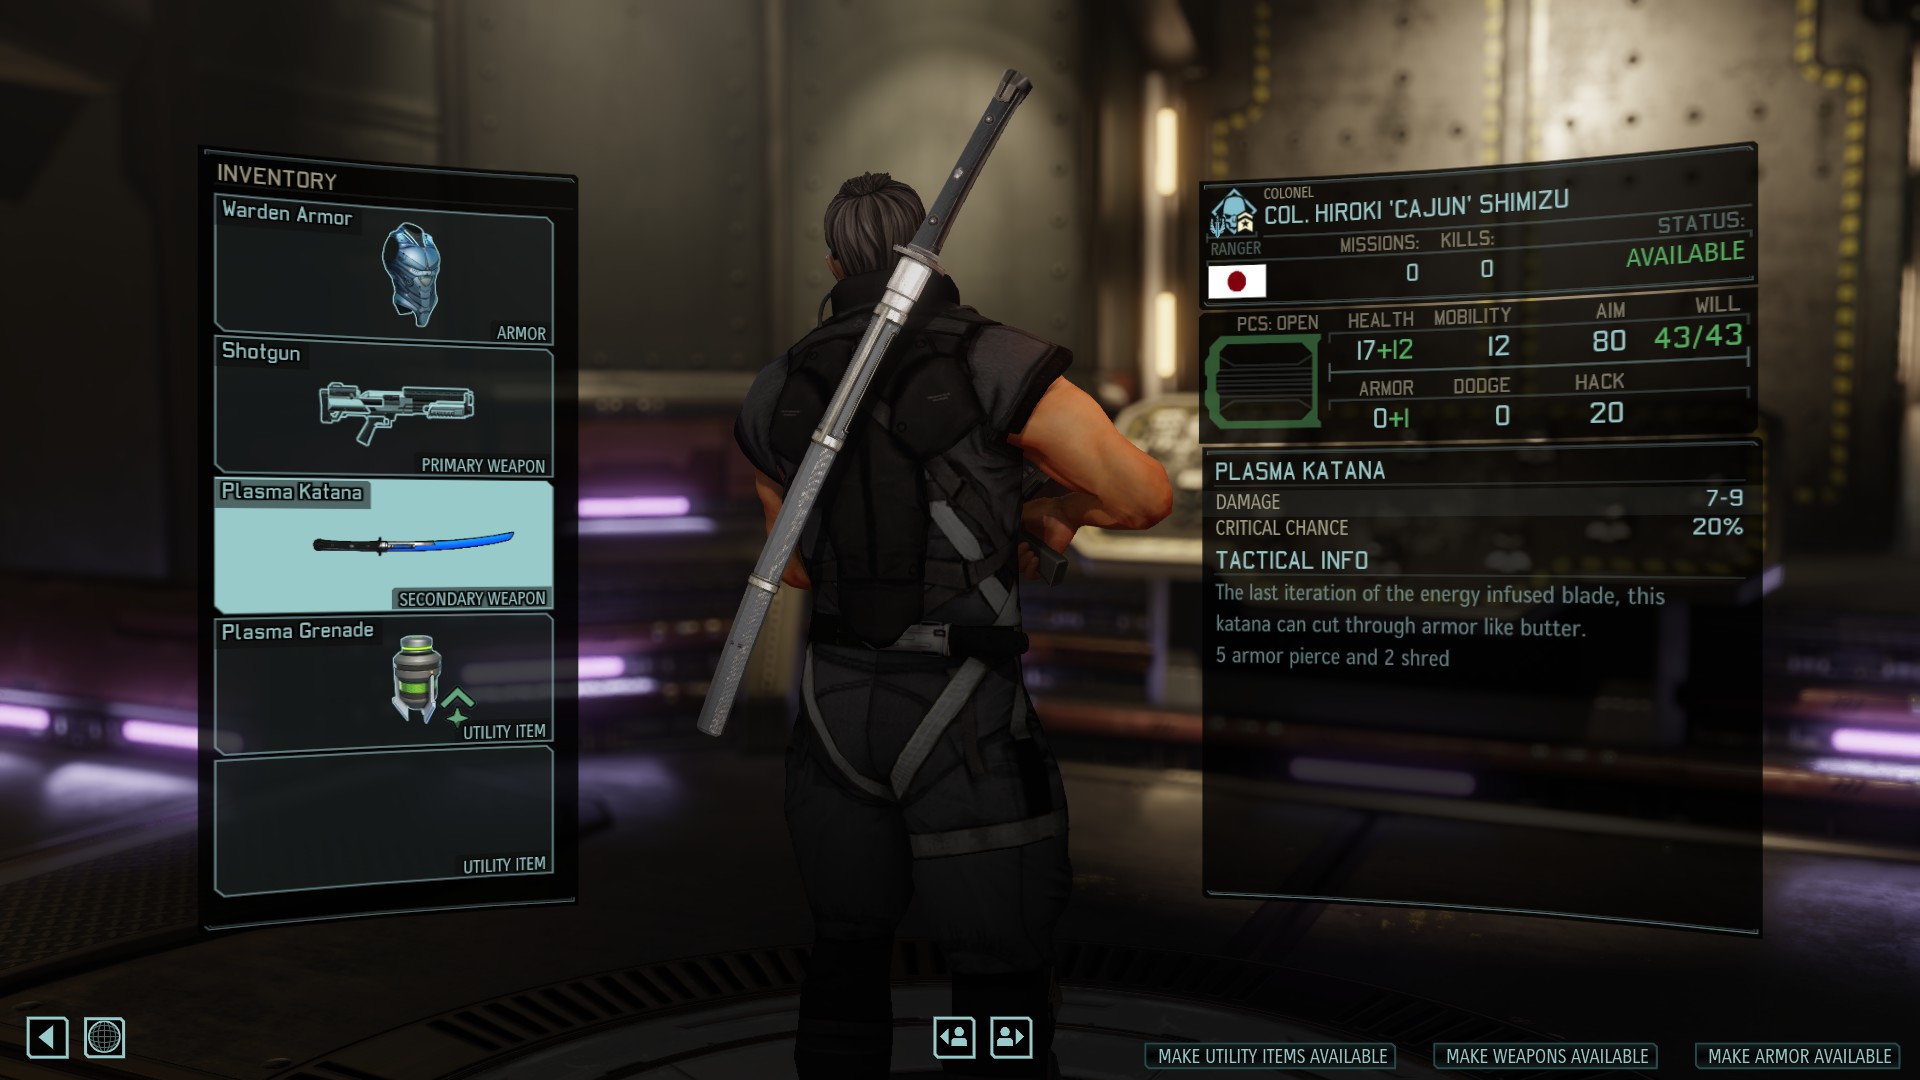 INVENTORY
Warden Armor
ARMOR
Shotgun
PRIMARY WEAPON
Plasma Katana
SECONDARY WEAPON
Plasma Grenade
UTILITY ITEM
UTILITY ITEM
COLONEL
COL. HIROKI 'CAJUN' SHIMIZU
RANGER
MISSIONS: KILLS: STATUS:
0 0 AVAILABLE
PCS: OPEN
HEALTH MOBILITY AIM WILL
17+12 12 80 43/43
ARMOR DODGE HACK
0+1 0 20
PLASMA KATANA
DAMAGE 7-9
CRITICAL CHANCE 20%
TACTICAL INFO
The last iteration of the energy infused blade, this
katana can cut through armor like butter.
5 armor pierce and 2 shred
MAKE UTILITY ITEMS AVAILABLE MAKE WEAPONS AVAILABLE MAKE ARMOR AVAILABLE